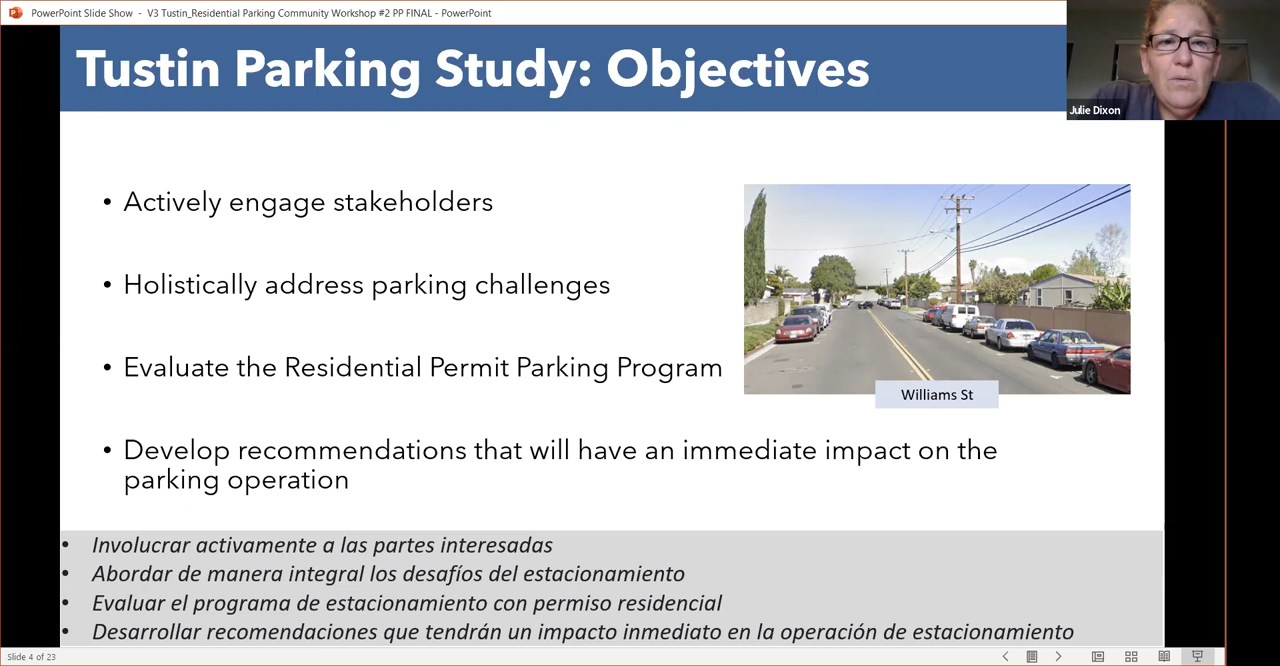 PowerPoint Slide Show - V3 Tustin_Residential Parking Community Workshop #2 PP FINAL - PowerPoint
Tustin Parking Study: Objectives
Julie Dixon
• Actively engage stakeholders
• Holistically address parking challenges
• Evaluate the Residential Permit Parking Program
Williams St
• Develop recommendations that will have an immediate impact on the
parking operation
• Involucrar activamente a las partes interesadas
• Abordar de manera integral los desafíos del estacionamiento
• Evaluar el programa de estacionamiento con permiso residencial
• Desarrollar recomendaciones que tendrán un impacto inmediato en la operación de estacionamiento
Slide 4 of 23